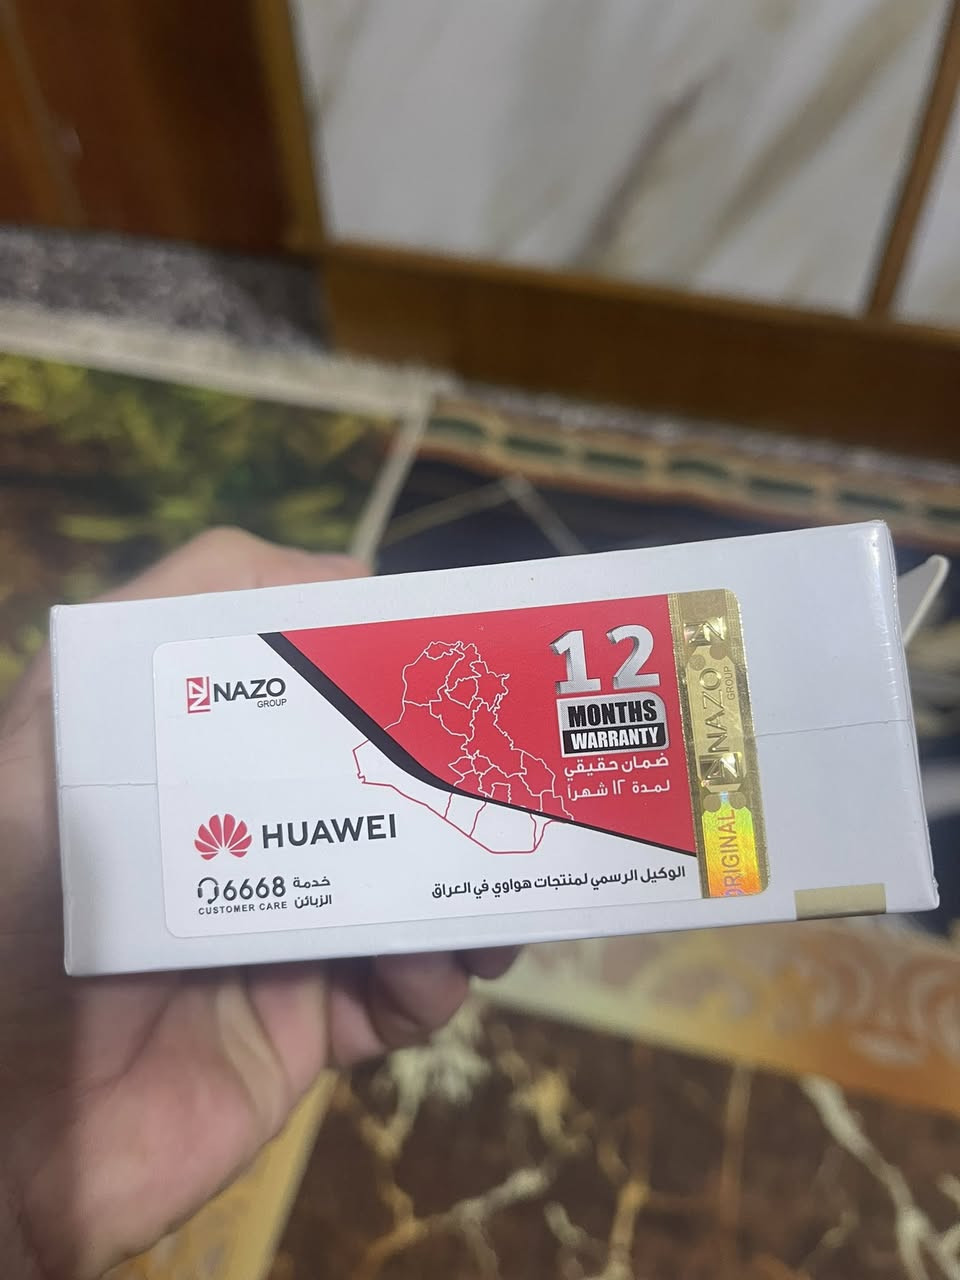 NAZO
GROUP
12
MONTHS
WARRANTY
ضمان حقيقي
لمدة ١٢ شهراً
HUAWEI
6668
CUSTOMER CARE
خدمة
الزبائن
الوكيل الرسمي لمنتجات هواوي في العراق
NAZO
GROUP
ORIGINAL